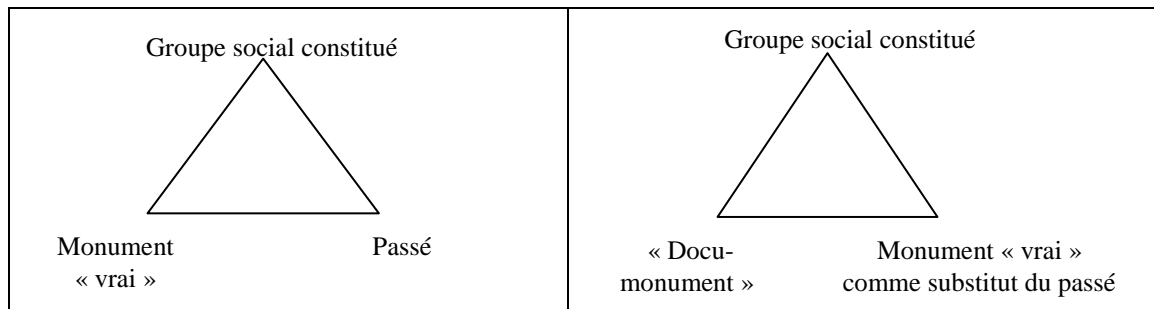 Groupe social constitué
Monument
« vrai »
Passé
Groupe social constitué
« Docu-
monument »
Monument « vrai »
comme substitut du passé